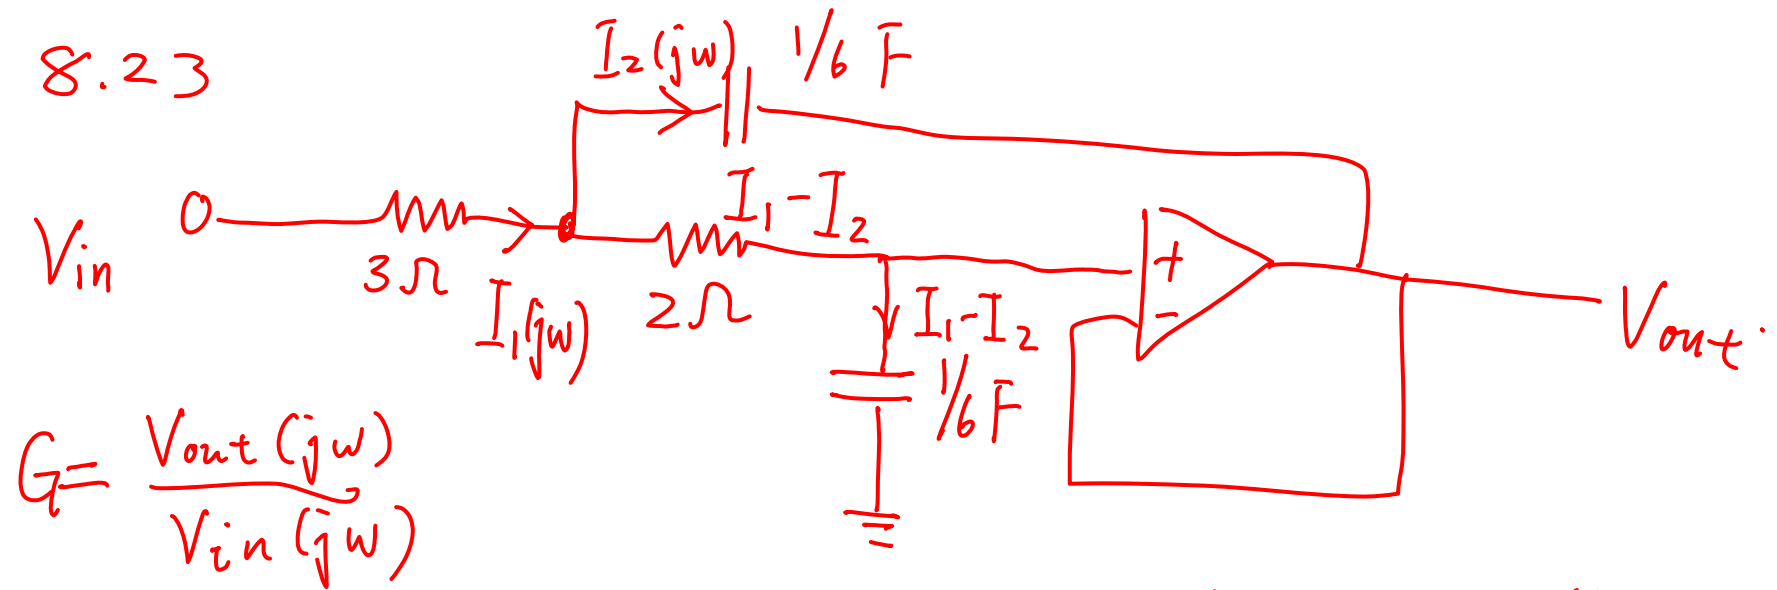 8.23
I₂(jw) 1/6 F
Vin
3Ω
I₁(jw)
I₁-I₂
2Ω
I₁-I₂
1/6 F
+
-
Vout
G = Vout(jw) / Vin(jw)